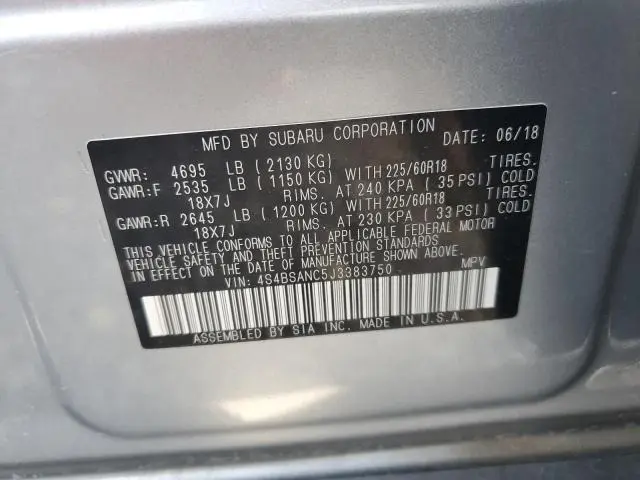 MFD BY SUBARU CORPORATION DATE: 06/18
GVWR: 4695 LB (2130 KG)
GAWR:F 2535 LB (1150 KG) WITH 225/60R18 TIRES.
18X7J RIMS. AT 240 KPA (35 PSI) COLD
GAWR:R 2645 LB (1200 KG) WITH 225/60R18 TIRES.
18X7J RIMS. AT 230 KPA (33 PSI) COLD
THIS VEHICLE CONFORMS TO ALL APPLICABLE FEDERAL MOTOR
VEHICLE SAFETY AND THEFT PREVENTION STANDARDS
IN EFFECT ON THE DATE OF MANUFACTURE SHOWN ABOVE.
VIN: 4S4BSANC5J3383750 MPV
ASSEMBLED BY SIA INC. MADE IN U.S.A.